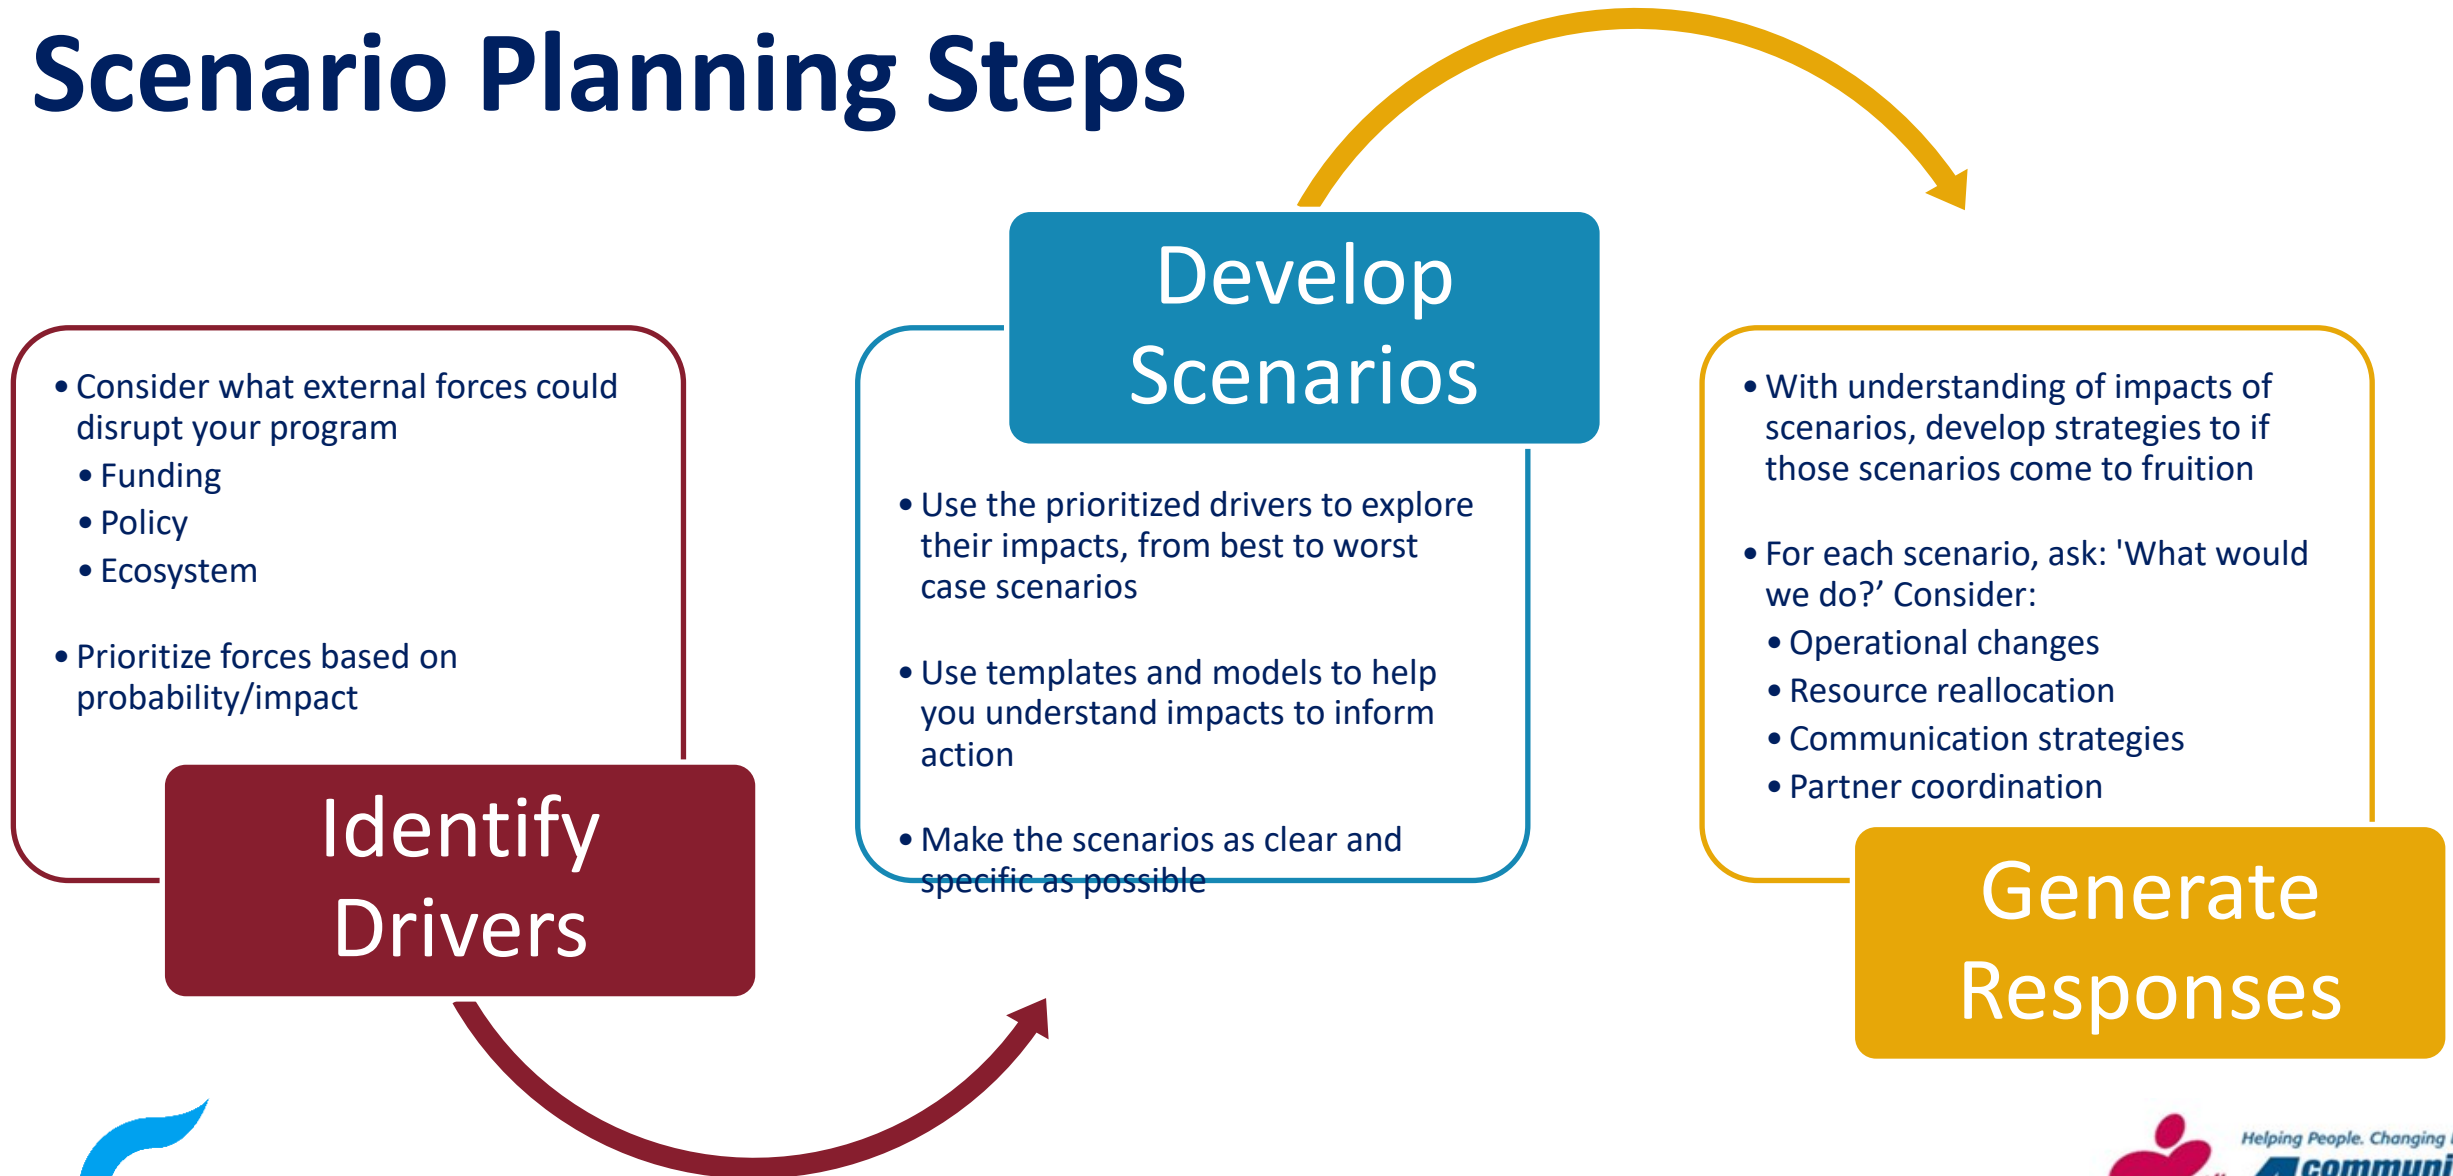 Scenario Planning Steps
• Consider what external forces could
disrupt your program
• Funding
• Policy
• Ecosystem
• Prioritize forces based on
probability/impact
Identify
Drivers
Develop
Scenarios
• Use the prioritized drivers to explore
their impacts, from best to worst
case scenarios
• Use templates and models to help
you understand impacts to inform
action
• Make the scenarios as clear and
specific as possible
• With understanding of impacts of
scenarios, develop strategies to if
those scenarios come to fruition
• For each scenario, ask: 'What would
we do?’ Consider:
• Operational changes
• Resource reallocation
• Communication strategies
• Partner coordination
Generate
Responses
Helping People. Changing